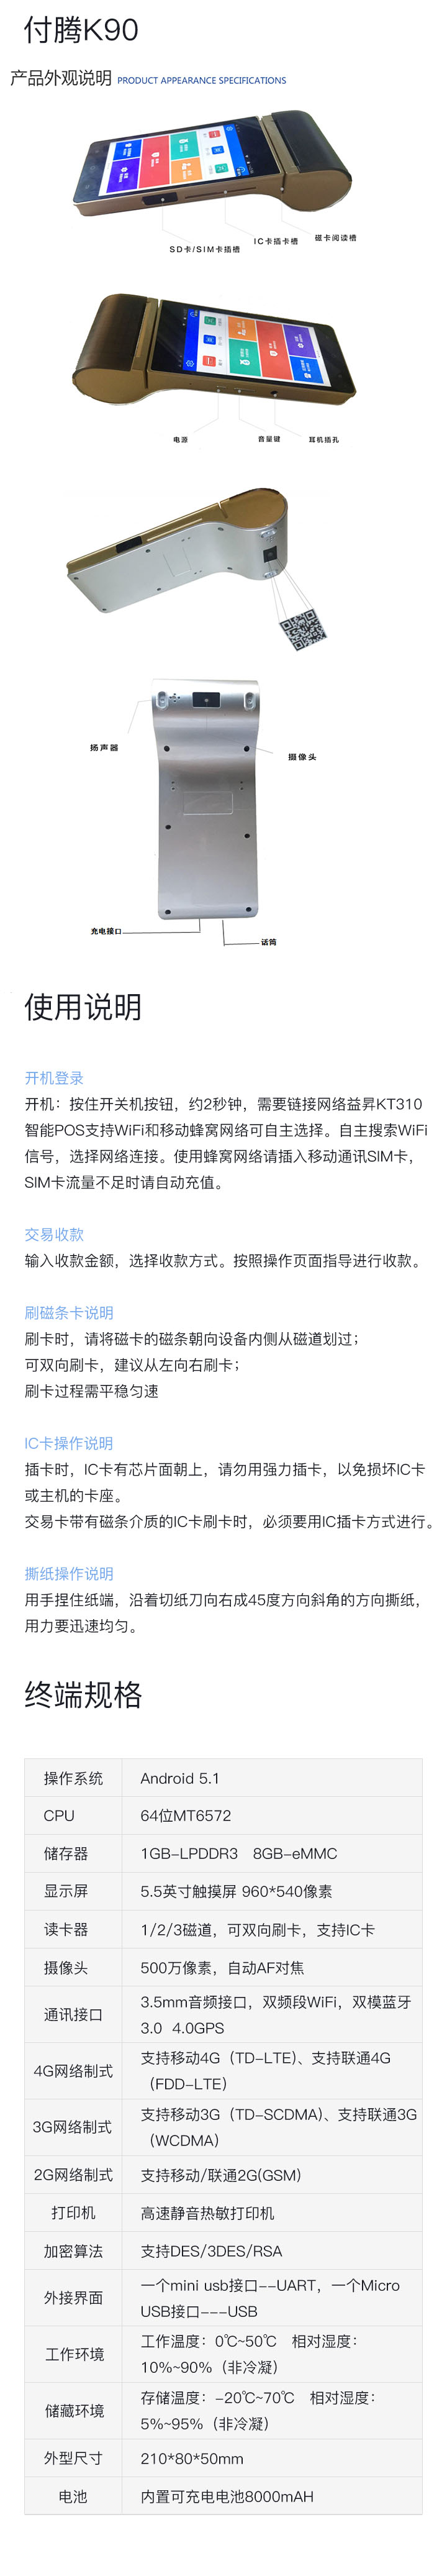 付腾K90
产品外观说明 PRODUCT APPEARANCE SPECIFICATIONS
SD卡/SIM卡插槽
IC卡插卡槽
磁卡阅读槽
电源
音量键
耳机插孔
扬声器
摄像头
充电接口
话筒
使用说明
开机登录
开机：按住开关机按钮，约2秒钟，需要链接网络益昇KT310
智能POS支持WiFi和移动蜂窝网络可自主选择。自主搜索WiFi
信号，选择网络连接。使用蜂窝网络请插入移动通讯SIM卡，
SIM卡流量不足时请自动充值。
交易收款
输入收款金额，选择收款方式。按照操作页面指导进行收款。
刷磁条卡说明
刷卡时，请将磁卡的磁条朝向设备内侧从磁道划过；
可双向刷卡，建议从左向右刷卡；
刷卡过程需平稳匀速
IC卡操作说明
插卡时，IC卡有芯片面朝上，请勿用强力插卡，以免损坏IC卡
或主机的卡座。
交易卡带有磁条介质的IC卡刷卡时，必须要用IC插卡方式进行。
撕纸操作说明
用手捏住纸端，沿着切纸刀向右成45度方向斜角的方向撕纸，
用力要迅速均匀。
终端规格
操作系统 Android 5.1
CPU 64位MT6572
储存器 1GB-LPDDR3 8GB-eMMC
显示屏 5.5英寸触摸屏 960*540像素
读卡器 1/2/3磁道，可双向刷卡，支持IC卡
摄像头 500万像素，自动AF对焦
通讯接口 3.5mm音频接口，双频段WiFi，双模蓝牙
3.0 4.0GPS
4G网络制式 支持移动4G（TD-LTE）、支持联通4G
（FDD-LTE）
3G网络制式 支持移动3G（TD-SCDMA）、支持联通3G
（WCDMA）
2G网络制式 支持移动/联通2G(GSM)
打印机 高速静音热敏打印机
加密算法 支持DES/3DES/RSA
外接界面 一个mini usb接口--UART，一个Micro
USB接口---USB
工作环境 工作温度：0℃~50℃ 相对湿度：
10%~90%（非冷凝）
储藏环境 存储温度：-20℃~70℃ 相对湿度：
5%~95%（非冷凝）
外型尺寸 210*80*50mm
电池 内置可充电电池8000mAH